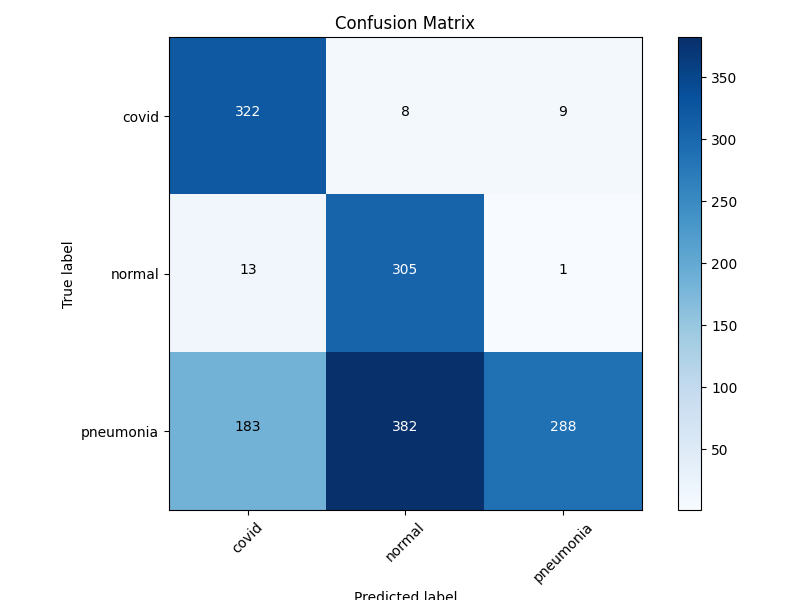 Confusion Matrix
covid 322 8 9
normal 13 305 1
pneumonia 183 382 288
True label
covid normal pneumonia
Predicted label
350
300
250
200
150
100
50